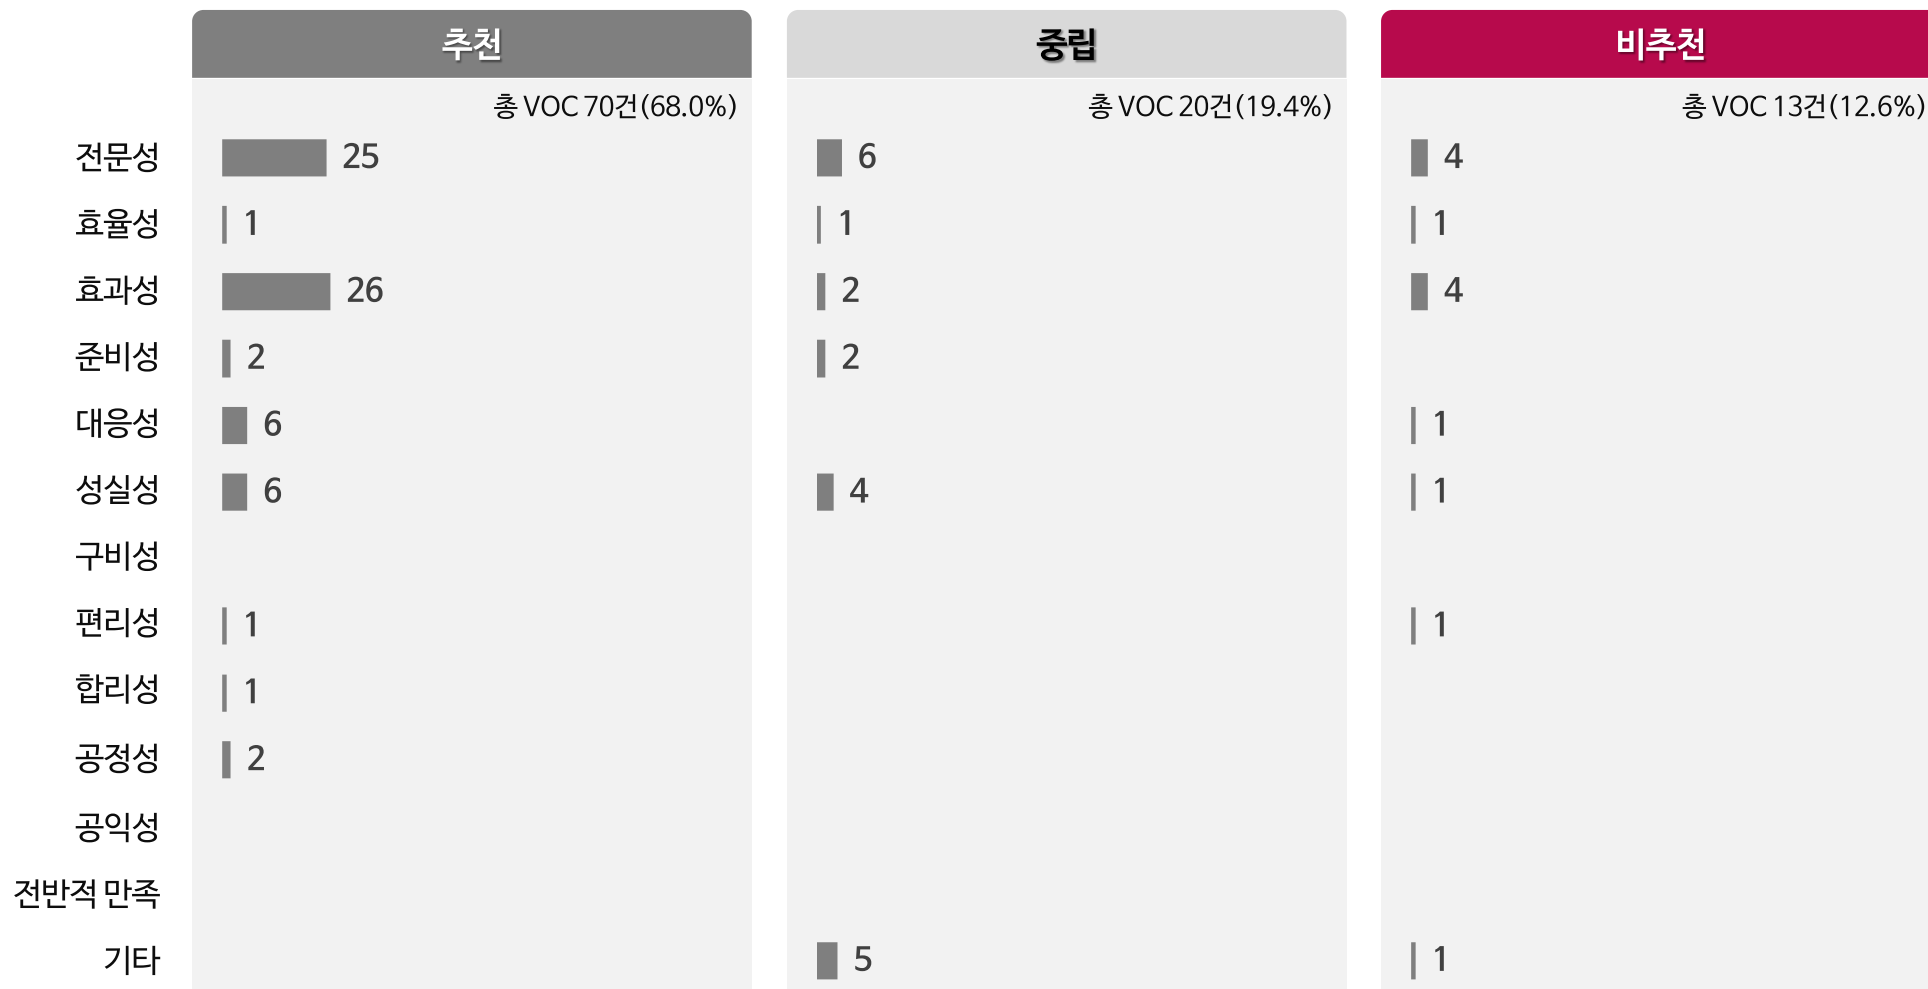 추천 중립 비추천
총 VOC 70건(68.0%) 총 VOC 20건(19.4%) 총 VOC 13건(12.6%)
전문성 25 6 4
효율성 1 1 1
효과성 26 2 4
준비성 2 2
대응성 6 1
성실성 6 4 1
구비성
편리성 1 1
합리성 1
공정성 2
공익성
전반적 만족
기타 5 1